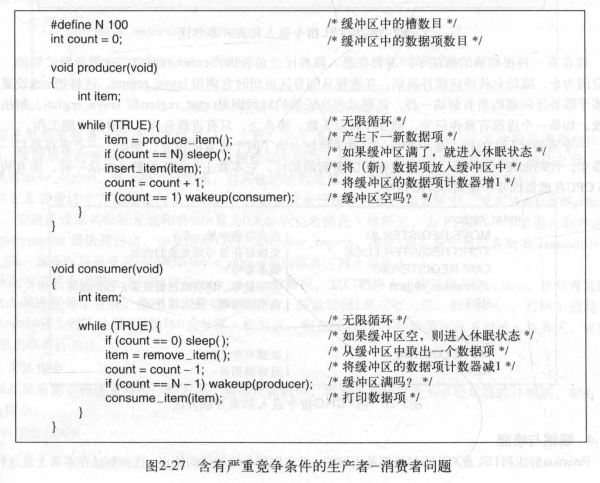 #define N 100 /* 缓冲区中的槽数目 */
int count = 0; /* 缓冲区中的数据项数目 */
void producer(void)
{
int item;
while (TRUE) { /* 无限循环 */
item = produce_item(); /* 产生下一新数据项 */
if (count == N) sleep(); /* 如果缓冲区满了，就进入休眠状态 */
insert_item(item); /* 将（新）数据项放入缓冲区中 */
count = count + 1; /* 将缓冲区的数据项计数器增1 */
if (count == 1) wakeup(consumer); /* 缓冲区空吗？ */
}
}
void consumer(void)
{
int item;
while (TRUE) { /* 无限循环 */
if (count == 0) sleep(); /* 如果缓冲区空，则进入休眠状态 */
item = remove_item(); /* 从缓冲区中取出一个数据项 */
count = count - 1; /* 将缓冲区的数据项计数器减1 */
if (count == N - 1) wakeup(producer); /* 缓冲区满吗？ */
consume_item(item); /* 打印数据项 */
}
}
图2-27 含有严重竞争条件的生产者-消费者问题